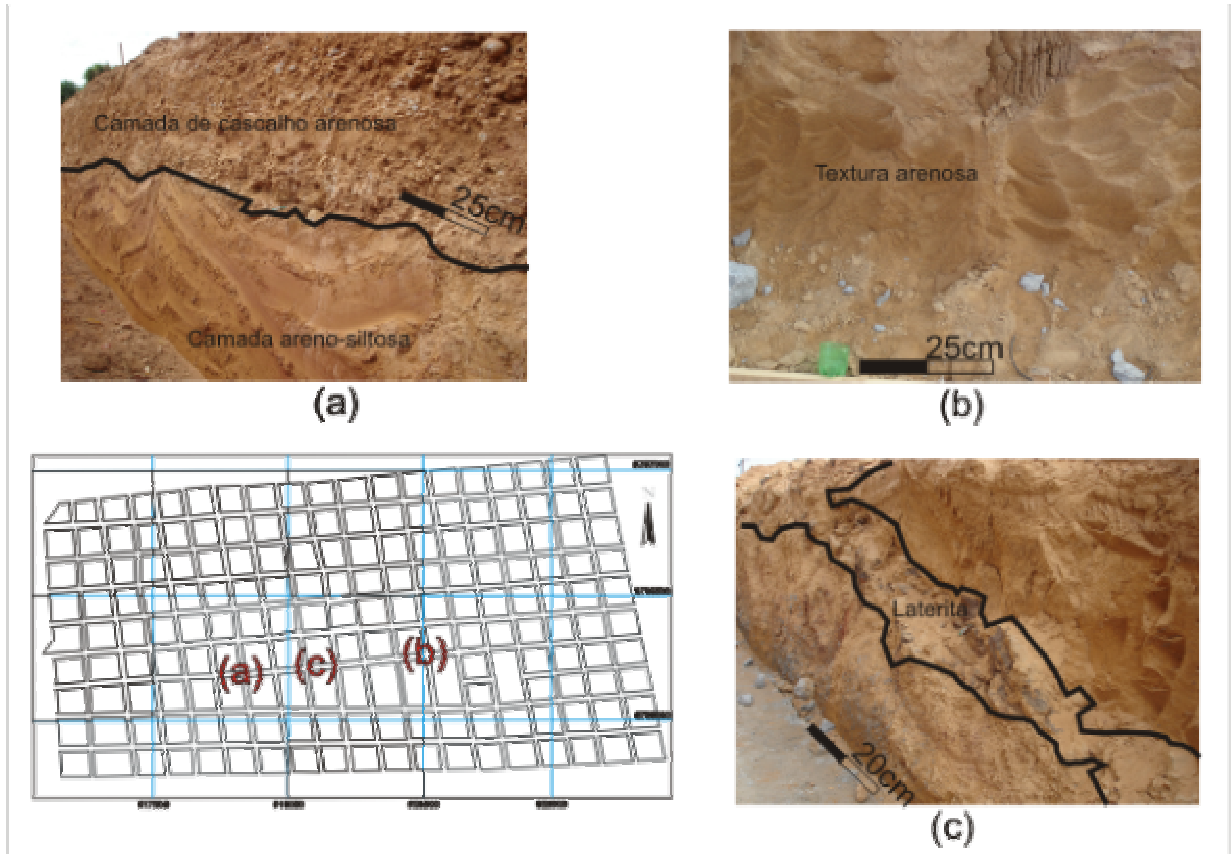 Camada de cascalho arenosa
25cm
Camada areno-siltosa
(a)
Textura arenosa
25cm
(b)
N
(a)
(c)
(b)
Laterita
20cm
(c)